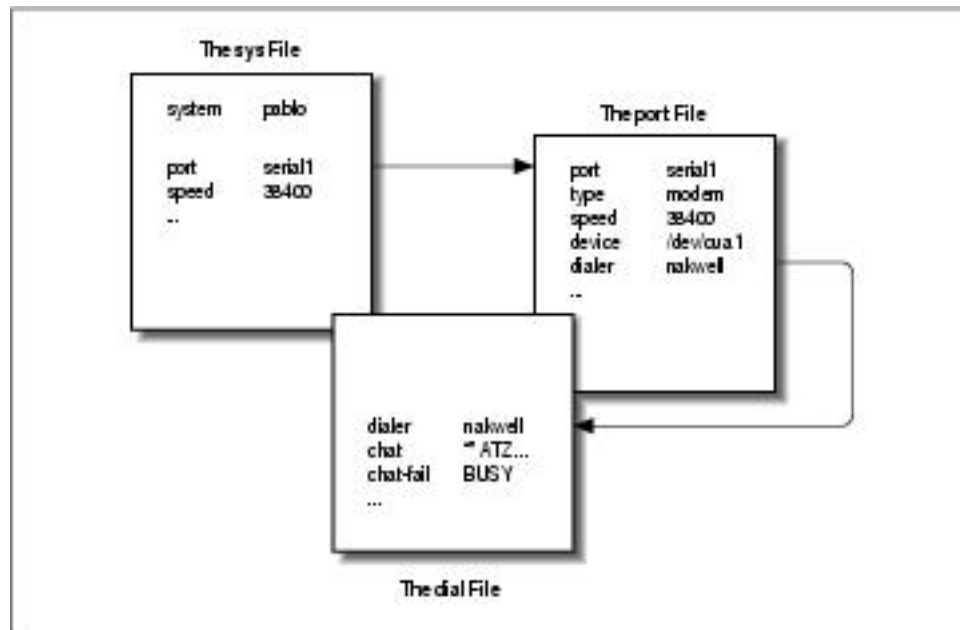 The sys File
system pablo
port serial1
speed 38400
...
The port File
port serial1
type modem
speed 38400
device /dev/cua1
dialer nakwell
...
dialer nakwell
chat "" ATZ...
chat-fail BUSY
...
The dial File